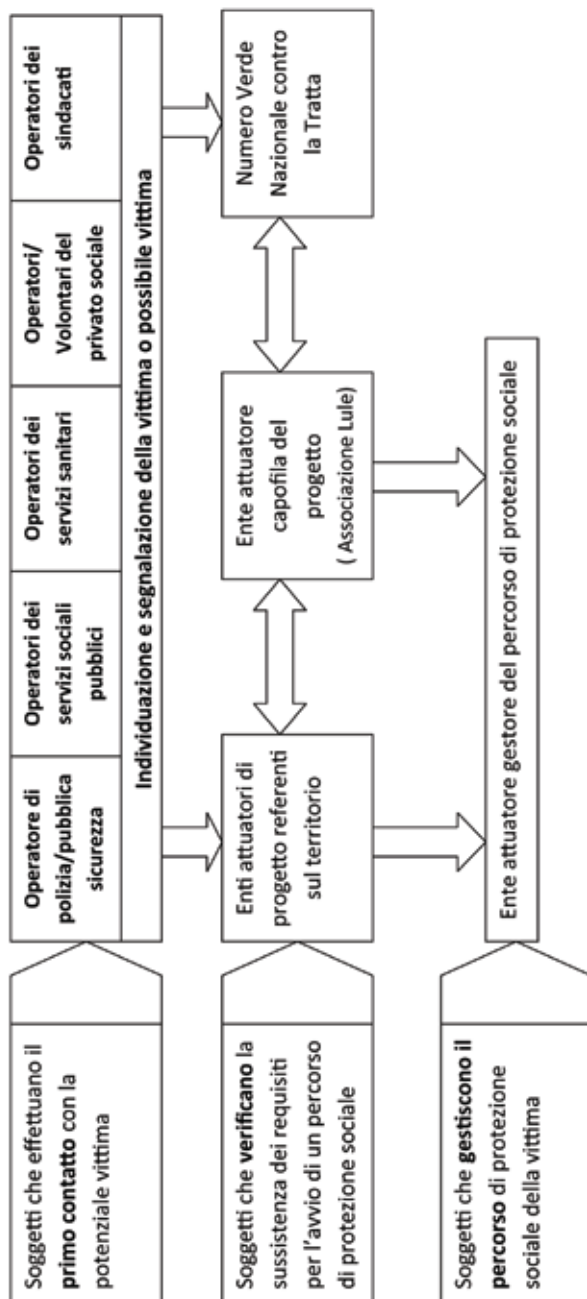 Soggetti che effettuano il
primo contatto con la
potenziale vittima
Operatore di
polizia/pubblica
sicurezza
Operatori dei
servizi sociali
pubblici
Operatori dei
servizi sanitari
Operatori/
Volontari del
privato sociale
Operatori dei
sindacati
Individuazione e segnalazione della vittima o possibile vittima
Soggetti che verificano la
sussistenza dei requisiti
per l'avvio di un percorso
di protezione sociale
Enti attuatori di
progetto referenti
sul territorio
Ente attuatore
capofila del
progetto
( Associazione Lule)
Numero Verde
Nazionale contro
la Tratta
Soggetti che gestiscono il
percorso di protezione
sociale della vittima
Ente attuatore gestore del percorso di protezione sociale